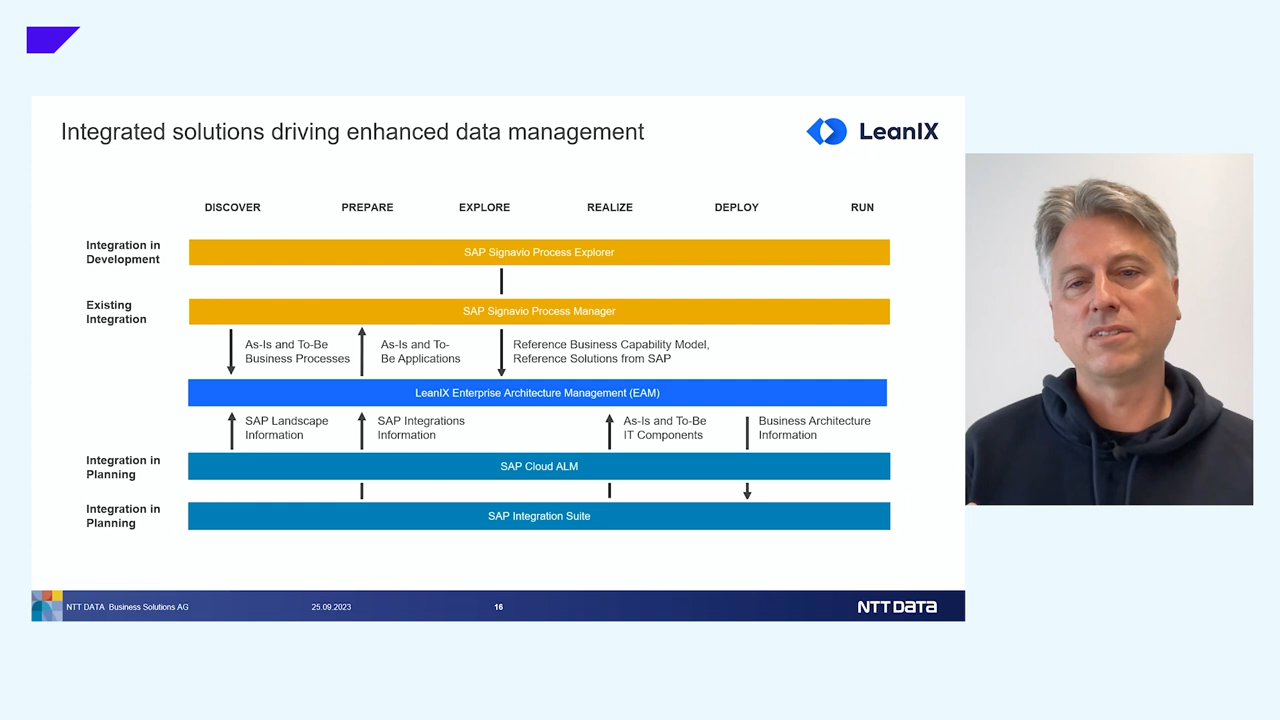 Integrated solutions driving enhanced data management
LeanIX
DISCOVER
PREPARE
EXPLORE
REALIZE
DEPLOY
RUN
Integration in
Development
SAP Signavio Process Explorer
Existing
Integration
SAP Signavio Process Manager
As-Is and To-Be
Business Processes
As-Is and To-
Be Applications
Reference Business Capability Model,
Reference Solutions from SAP
LeanIX Enterprise Architecture Management (EAM)
SAP Landscape
Information
SAP Integrations
Information
As-Is and To-Be
IT Components
Business Architecture
Information
Integration in
Planning
SAP Cloud ALM
Integration in
Planning
SAP Integration Suite
NTT DATA Business Solutions AG
25.09.2023
16
NTT DATA